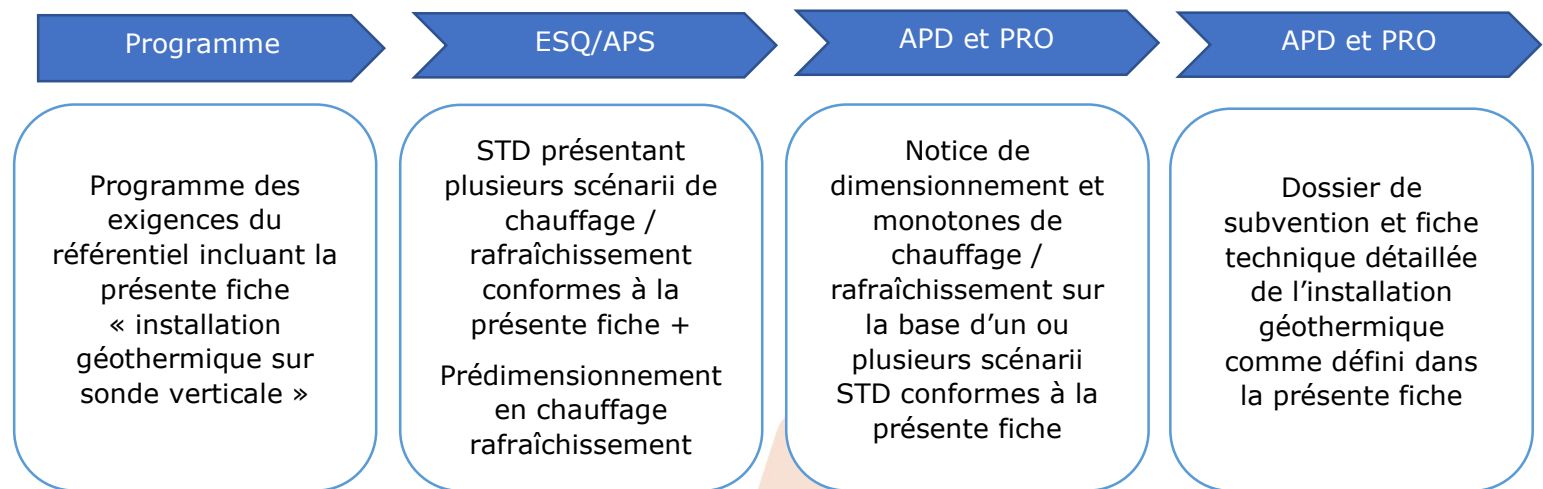 Programme
ESQ/APS
APD et PRO
APD et PRO
Programme des
exigences du
référentiel incluant la
présente fiche
« installation
géothermique sur
sonde verticale »
STD présentant
plusieurs scénarii de
chauffage /
rafraîchissement
conformes à la
présente fiche +
Prédimensionnement
en chauffage
rafraîchissement
Notice de
dimensionnement et
monotones de
chauffage /
rafraîchissement sur
la base d’un ou
plusieurs scénarii
STD conformes à la
présente fiche
Dossier de
subvention et fiche
technique détaillée
de l’installation
géothermique
comme défini dans
la présente fiche